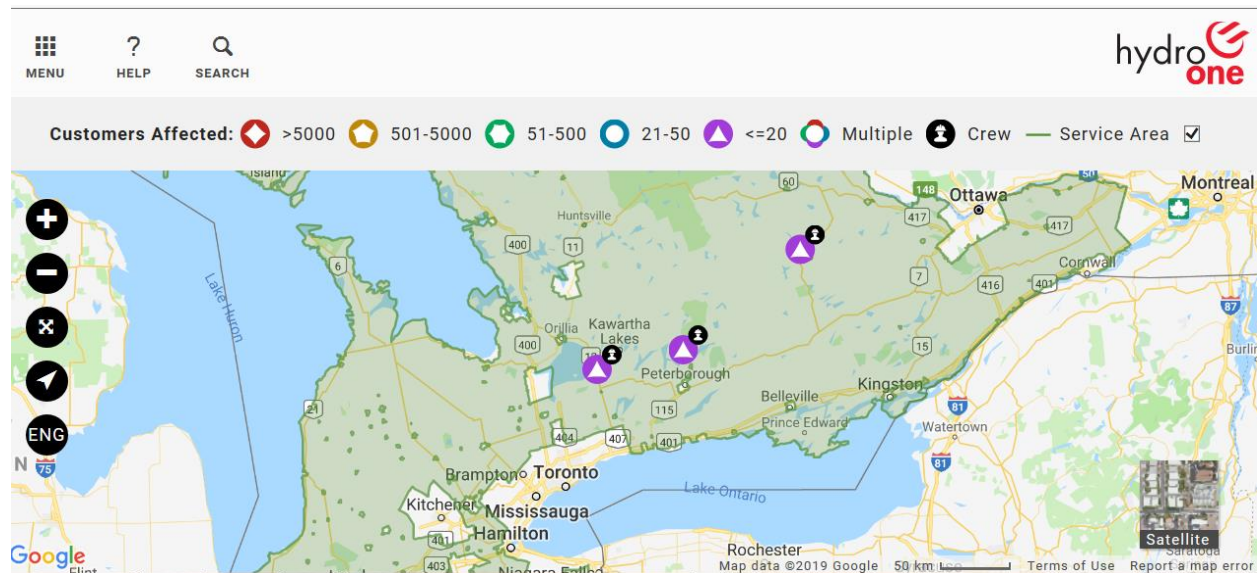 MENU
? HELP
SEARCH
hydro one
Customers Affected: >5000 501-5000 51-500 21-50 <=20 Multiple Crew Service Area
Island
60
50
Montreal
148
Ottawa
417
417
Huntsville
400
11
6
Lake Huron
7
416
401
Cornwall
87
Orillia
Kawartha Lakes
400
15
Peterborough
Belleville
Kingston
81
Watertown
Prince Edward
21
115
404
407
401
81
ENG
75
Brampton
Toronto
Lake Ontario
Kitchener
Mississauga
401
Hamilton
403
Rochester
Satellite
Google
Map data ©2019 Google
50 km
Terms of Use
Report a map error